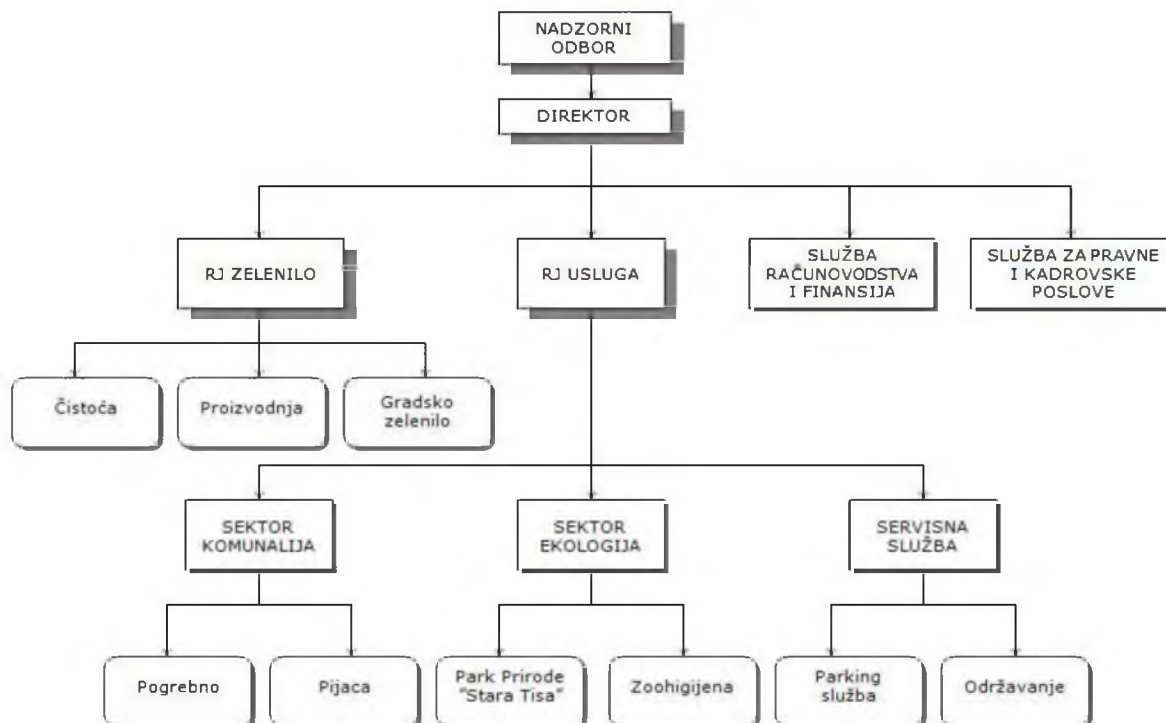 NADZORNI
ODBOR
DIREKTOR
RJ ZELENILO
RJ USLUGA
SLUŽBA
RAČUNOVODSTVA
I FINANSIJA
SLUŽBA ZA PRAVNE
I KADROVSKE
POSLOVE
Čistoća
Proizvodnja
Gradsko
zelenilo
SEKTOR
KOMUNALIJA
SEKTOR
EKOLOGIJA
SERVISNA
SLUŽBA
Pogrebno
Pijaca
Park Prirode
"Stara Tisa"
Zoohigijena
Parking
služba
Održavanje